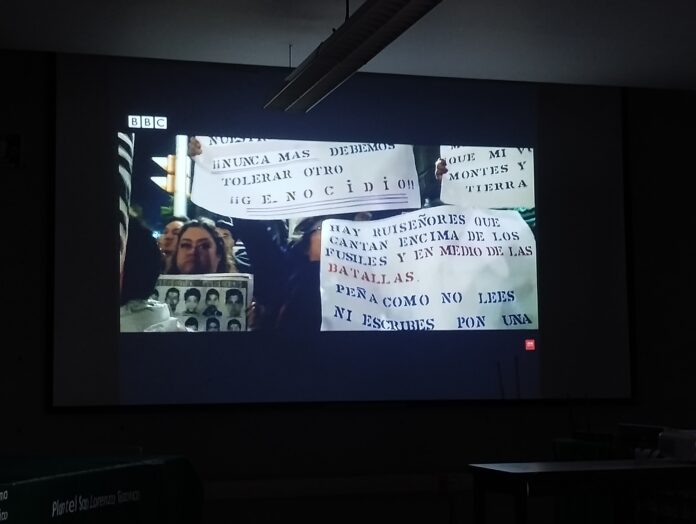 BBC
¡¡NUNCA MAS DEBEMOS
TOLERAR OTRO
¡¡GENOCIDIO!!
QUE MI
MONTES Y
TIERRA
HAY RUISEÑORES QUE
CANTAN ENCIMA DE LOS
FUSILES Y EN MEDIO DE LAS
BATALLAS.
PEÑA COMO NO LEES
NI ESCRIBES PON UNA
Plantel San Lorenzo Tezonco